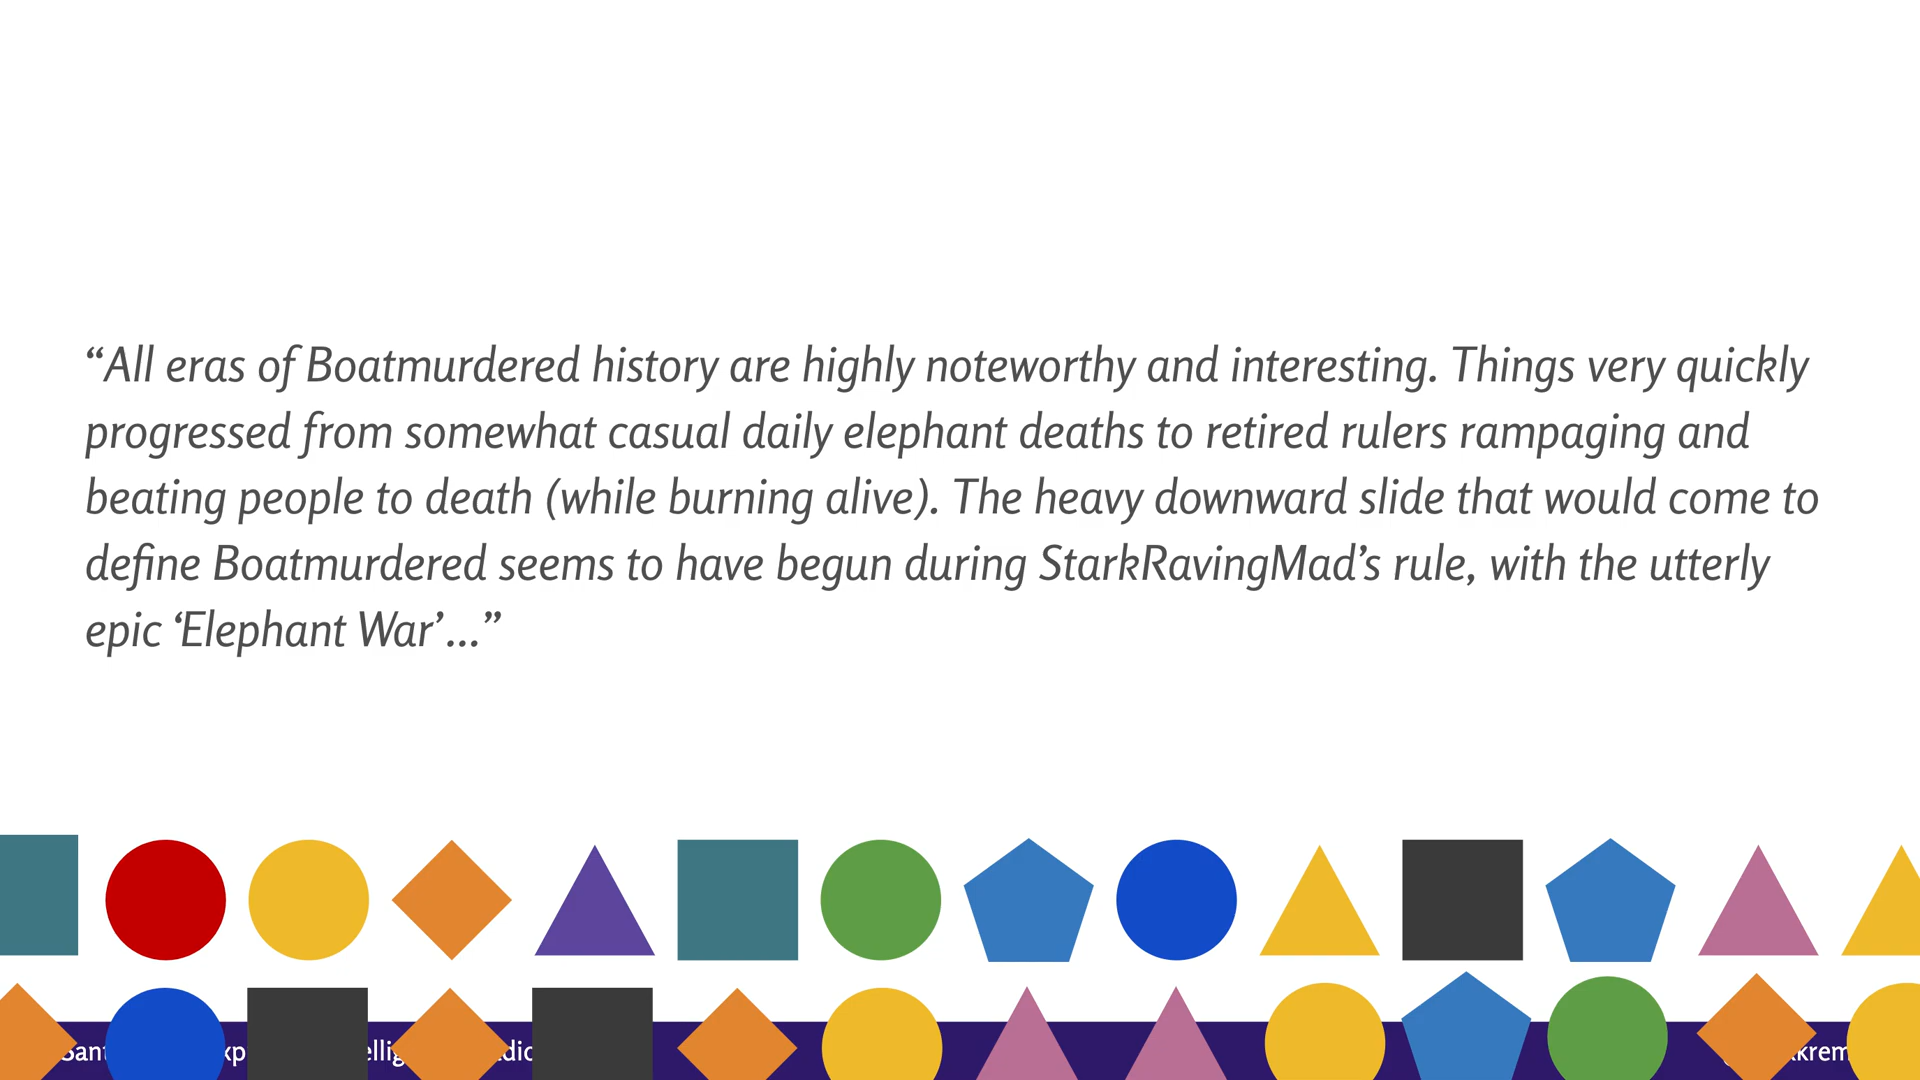 “All eras of Boatmurdered history are highly noteworthy and interesting. Things very quickly
progressed from somewhat casual daily elephant deaths to retired rulers rampaging and
beating people to death (while burning alive). The heavy downward slide that would come to
define Boatmurdered seems to have begun during StarkRavingMad’s rule, with the utterly
epic ‘Elephant War’...”